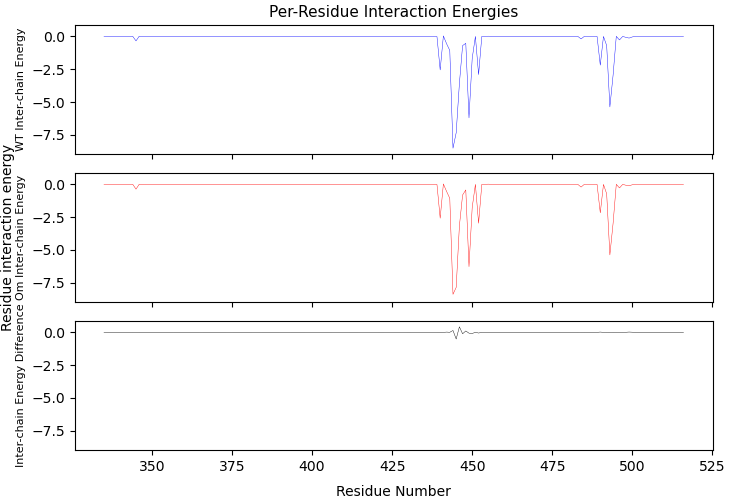 Per-Residue Interaction Energies
WT Inter-chain Energy
0.0
−2.5
−5.0
−7.5
Residue interaction energy
Om Inter-chain Energy
0.0
−2.5
−5.0
−7.5
Inter-chain Energy Difference
0.0
−2.5
−5.0
−7.5
350 375 400 425 450 475 500 525
Residue Number